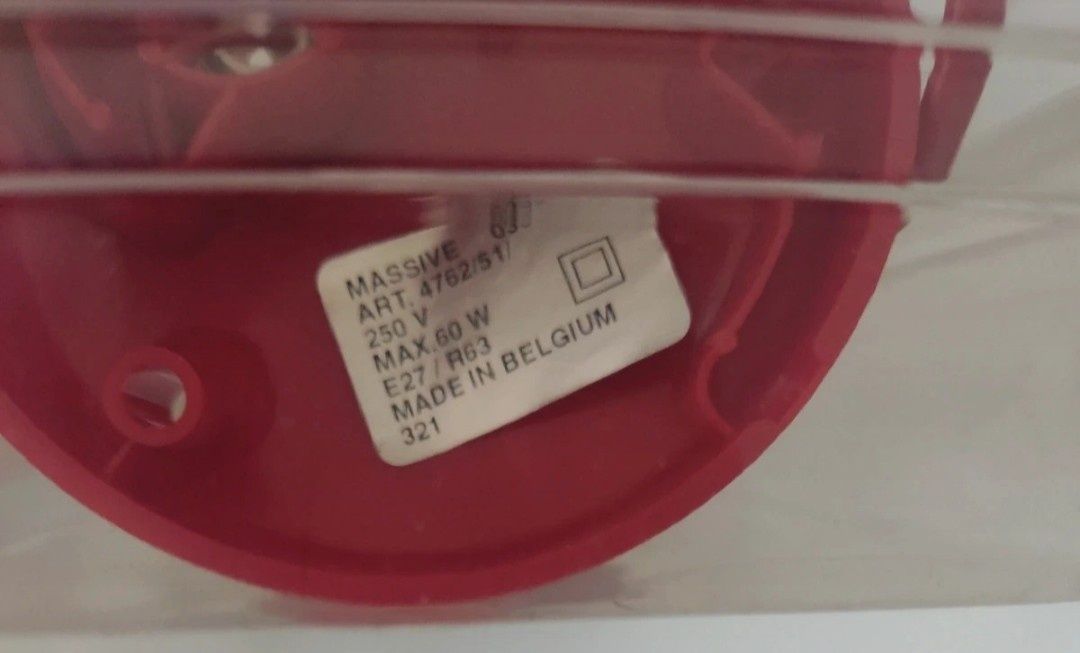 MASSIVE
ART. 4762/51/
250 V
MAX.60 W
E27 / R63
MADE IN BELGIUM
321